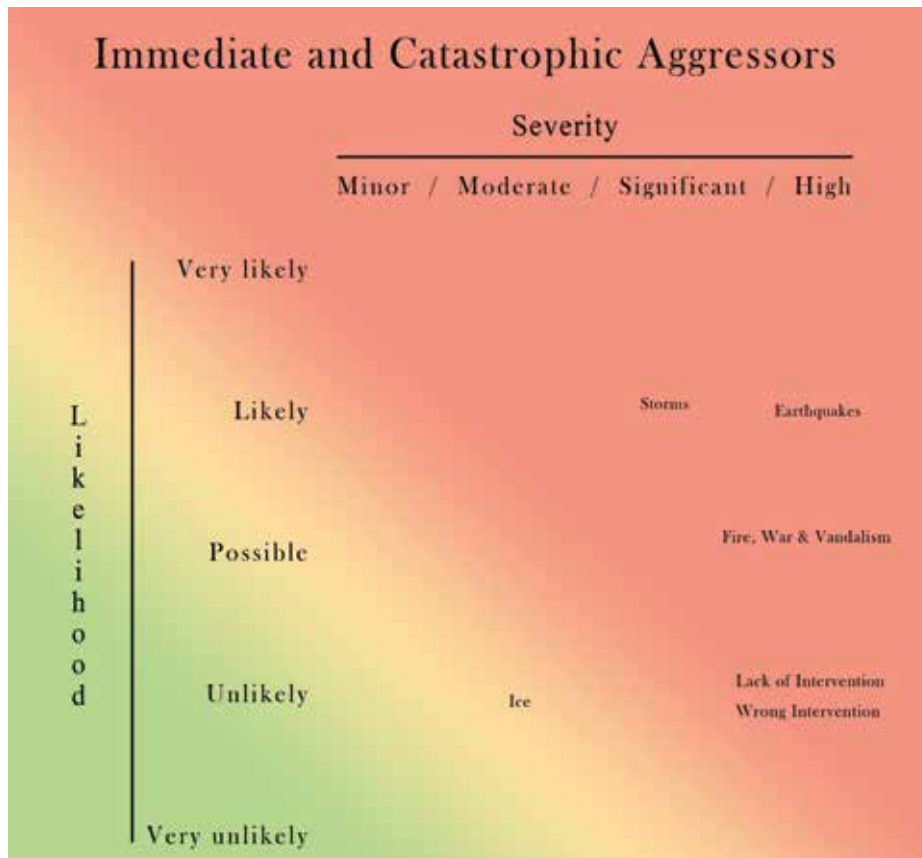 Immediate and Catastrophic Aggressors
Severity
Minor / Moderate / Significant / High
Very likely
Likelihood
Likely
Storms
Earthquakes
Possible
Fire, War & Vandalism
Unlikely
Ice
Lack of Intervention
Wrong Intervention
Very unlikely